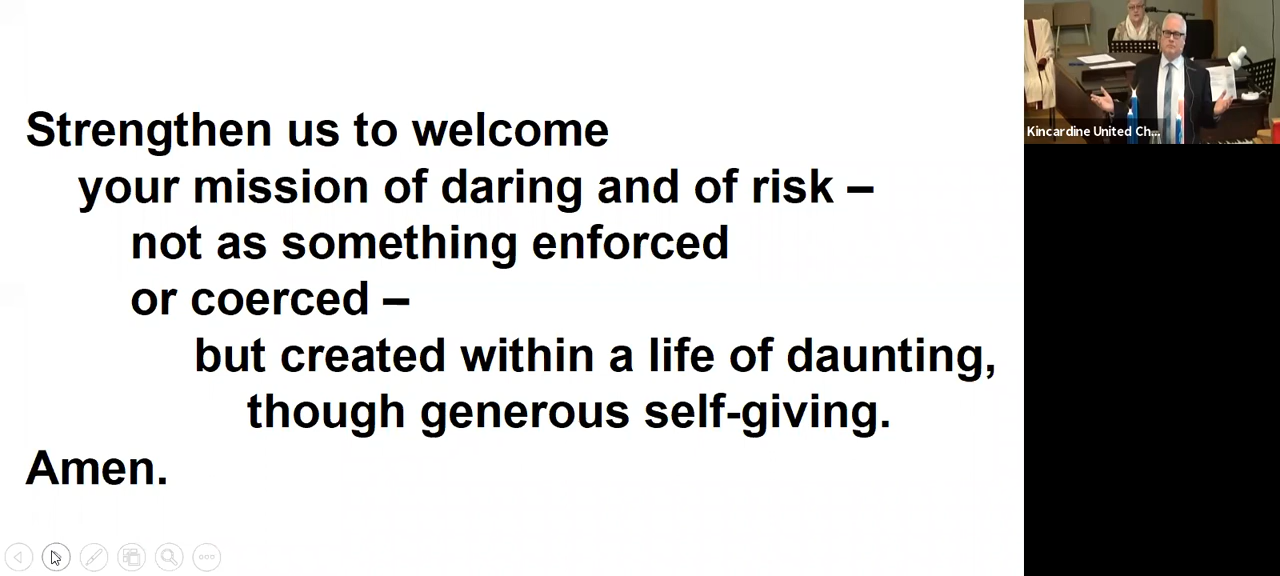 Strengthen us to welcome
your mission of daring and of risk –
not as something enforced
or coerced –
but created within a life of daunting,
though generous self-giving.
Amen.
Kincardine United Ch...